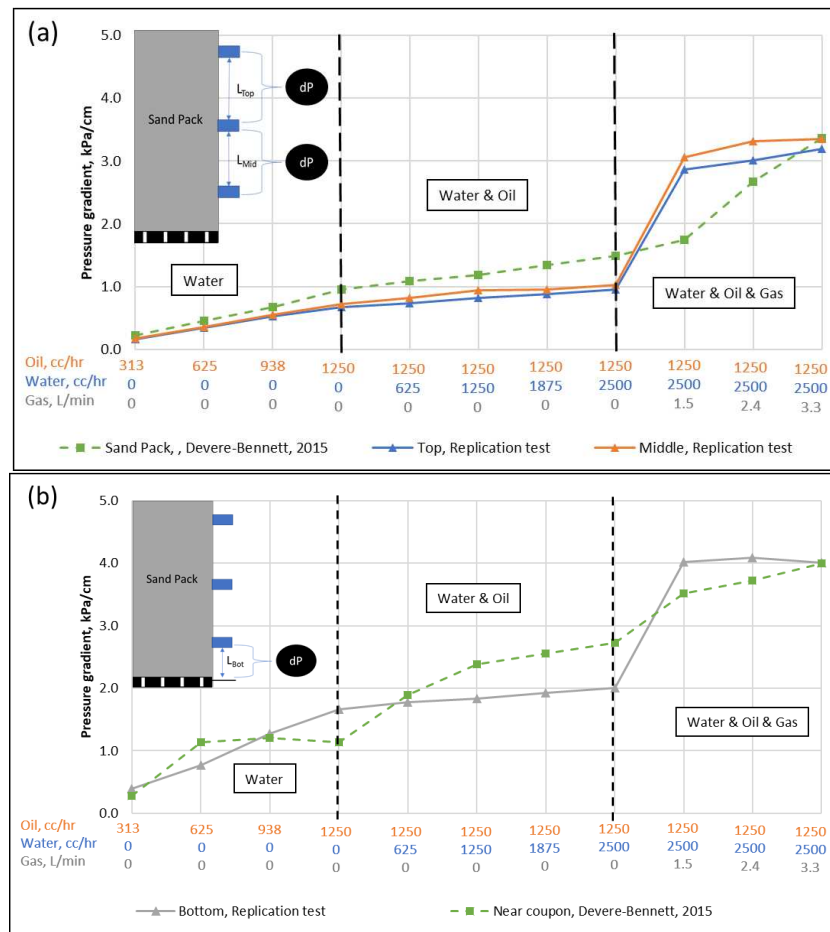 (a)
5.0
4.0
3.0
2.0
1.0
0.0
Pressure gradient, kPa/cm
Sand Pack
LTop
dP
LMid
dP
Water
Water & Oil
Water & Oil & Gas
Oil, cc/hr 313 625 938 1250 1250 1250 1250 1250 1250 1250 1250
Water, cc/hr 0 0 0 0 625 1250 1875 2500 2500 2500 2500
Gas, L/min 0 0 0 0 0 0 0 0 1.5 2.4 3.3
Sand Pack, , Devere-Bennett, 2015 Top, Replication test Middle, Replication test
(b)
5.0
4.0
3.0
2.0
1.0
0.0
Pressure gradient, kPa/cm
Sand Pack
LBot
dP
Water
Water & Oil
Water & Oil & Gas
Oil, cc/hr 313 625 938 1250 1250 1250 1250 1250 1250 1250 1250
Water, cc/hr 0 0 0 0 625 1250 1875 2500 2500 2500 2500
Gas, L/min 0 0 0 0 0 0 0 0 1.5 2.4 3.3
Bottom, Replication test Near coupon, Devere-Bennett, 2015